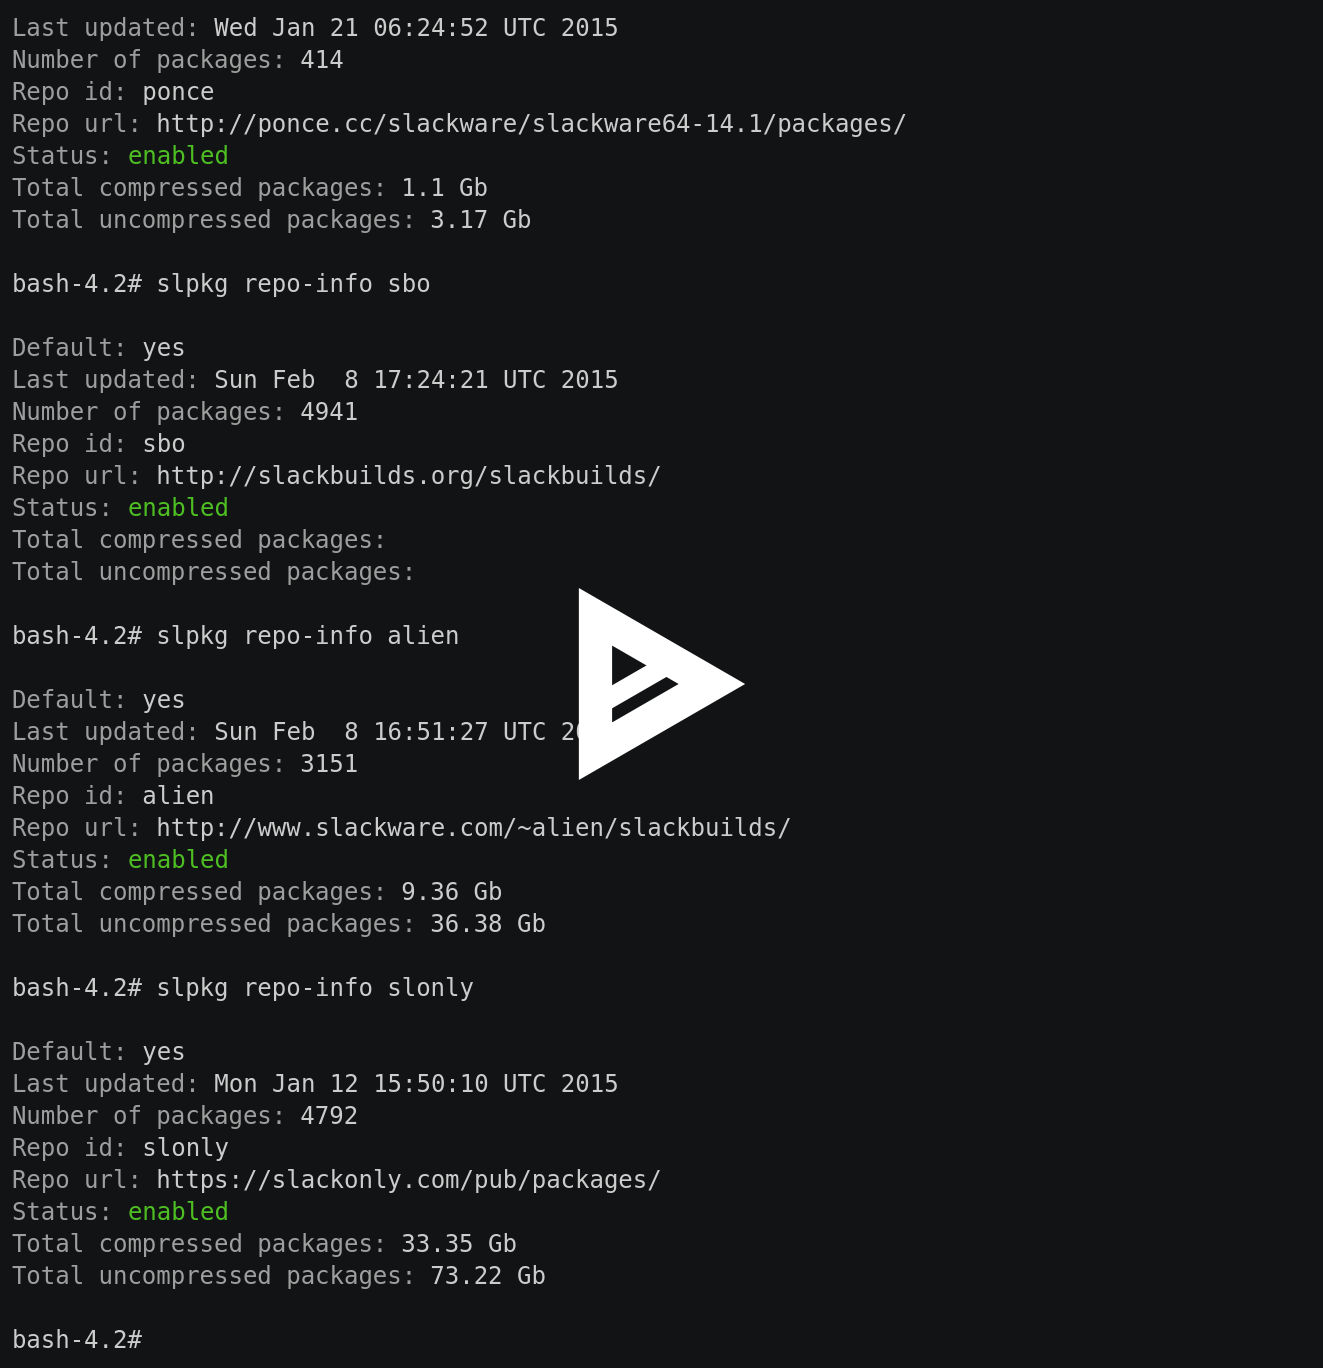 Last updated: Wed Jan 21 06:24:52 UTC 2015
Number of packages: 414
Repo id: ponce
Repo url: http://ponce.cc/slackware/slackware64-14.1/packages/
Status: enabled
Total compressed packages: 1.1 Gb
Total uncompressed packages: 3.17 Gb
bash-4.2# slpkg repo-info sbo
Default: yes
Last updated: Sun Feb  8 17:24:21 UTC 2015
Number of packages: 4941
Repo id: sbo
Repo url: http://slackbuilds.org/slackbuilds/
Status: enabled
Total compressed packages:
Total uncompressed packages:
bash-4.2# slpkg repo-info alien
Default: yes
Last updated: Sun Feb  8 16:51:27 UTC
Number of packages: 3151
Repo id: alien
Repo url: http://www.slackware.com/~alien/slackbuilds/
Status: enabled
Total compressed packages: 9.36 Gb
Total uncompressed packages: 36.38 Gb
bash-4.2# slpkg repo-info slonly
Default: yes
Last updated: Mon Jan 12 15:50:10 UTC 2015
Number of packages: 4792
Repo id: slonly
Repo url: https://slackonly.com/pub/packages/
Status: enabled
Total compressed packages: 33.35 Gb
Total uncompressed packages: 73.22 Gb
bash-4.2#